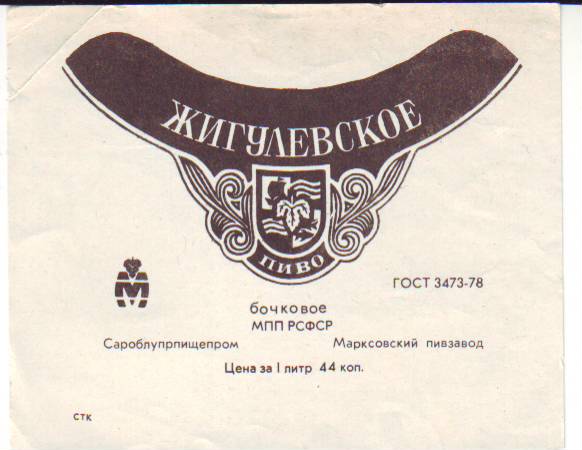 ЖИГУЛЕВСКОЕ
ПИВО
М
ГОСТ 3473-78
бочковое
МПП РСФСР
Сароблупрпищепром Марксовский пивзавод
Цена за 1 литр 44 коп.
СТК